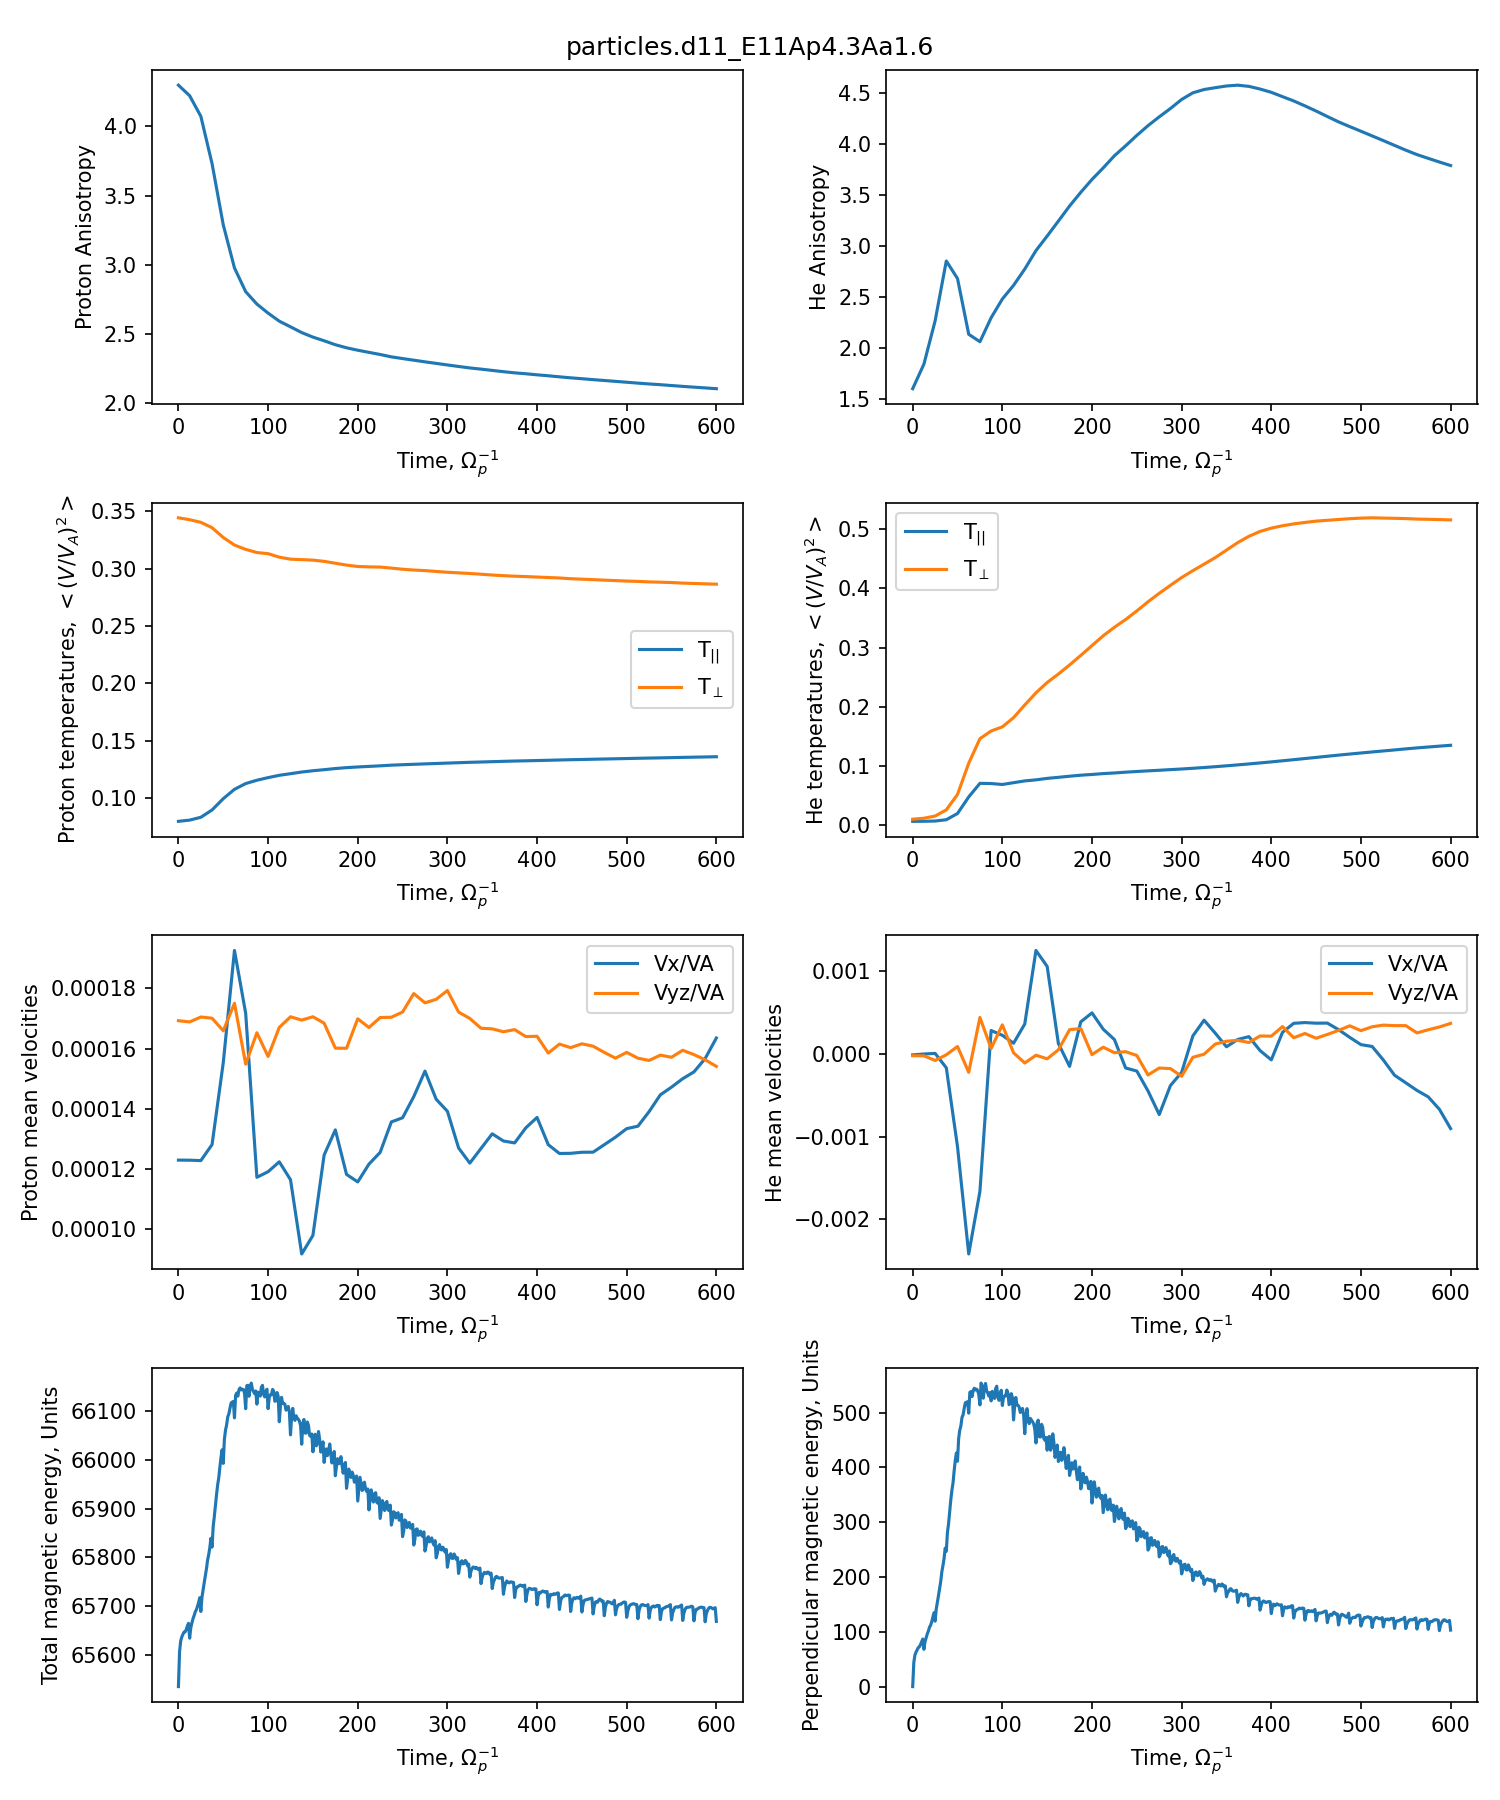 particles.d11_E11Ap4.3Aa1.6
Proton Anisotropy
4.0
3.5
3.0
2.5
2.0
0 100 200 300 400 500 600
Time, Ω_p^{-1}
He Anisotropy
4.5
4.0
3.5
3.0
2.5
2.0
1.5
0 100 200 300 400 500 600
Time, Ω_p^{-1}
Proton temperatures, < (V/V_A)^2 >
0.35
0.30
0.25
0.20
0.15
0.10
T_{||}
T_⊥
0 100 200 300 400 500 600
Time, Ω_p^{-1}
He temperatures, < (V/V_A)^2 >
0.5
0.4
0.3
0.2
0.1
0.0
T_{||}
T_⊥
0 100 200 300 400 500 600
Time, Ω_p^{-1}
Proton mean velocities
0.00018
0.00016
0.00014
0.00012
0.00010
Vx/VA
Vyz/VA
0 100 200 300 400 500 600
Time, Ω_p^{-1}
He mean velocities
0.001
0.000
−0.001
−0.002
Vx/VA
Vyz/VA
0 100 200 300 400 500 600
Time, Ω_p^{-1}
Total magnetic energy, Units
66100
66000
65900
65800
65700
65600
0 100 200 300 400 500 600
Time, Ω_p^{-1}
Perpendicular magnetic energy, Units
500
400
300
200
100
0
0 100 200 300 400 500 600
Time, Ω_p^{-1}